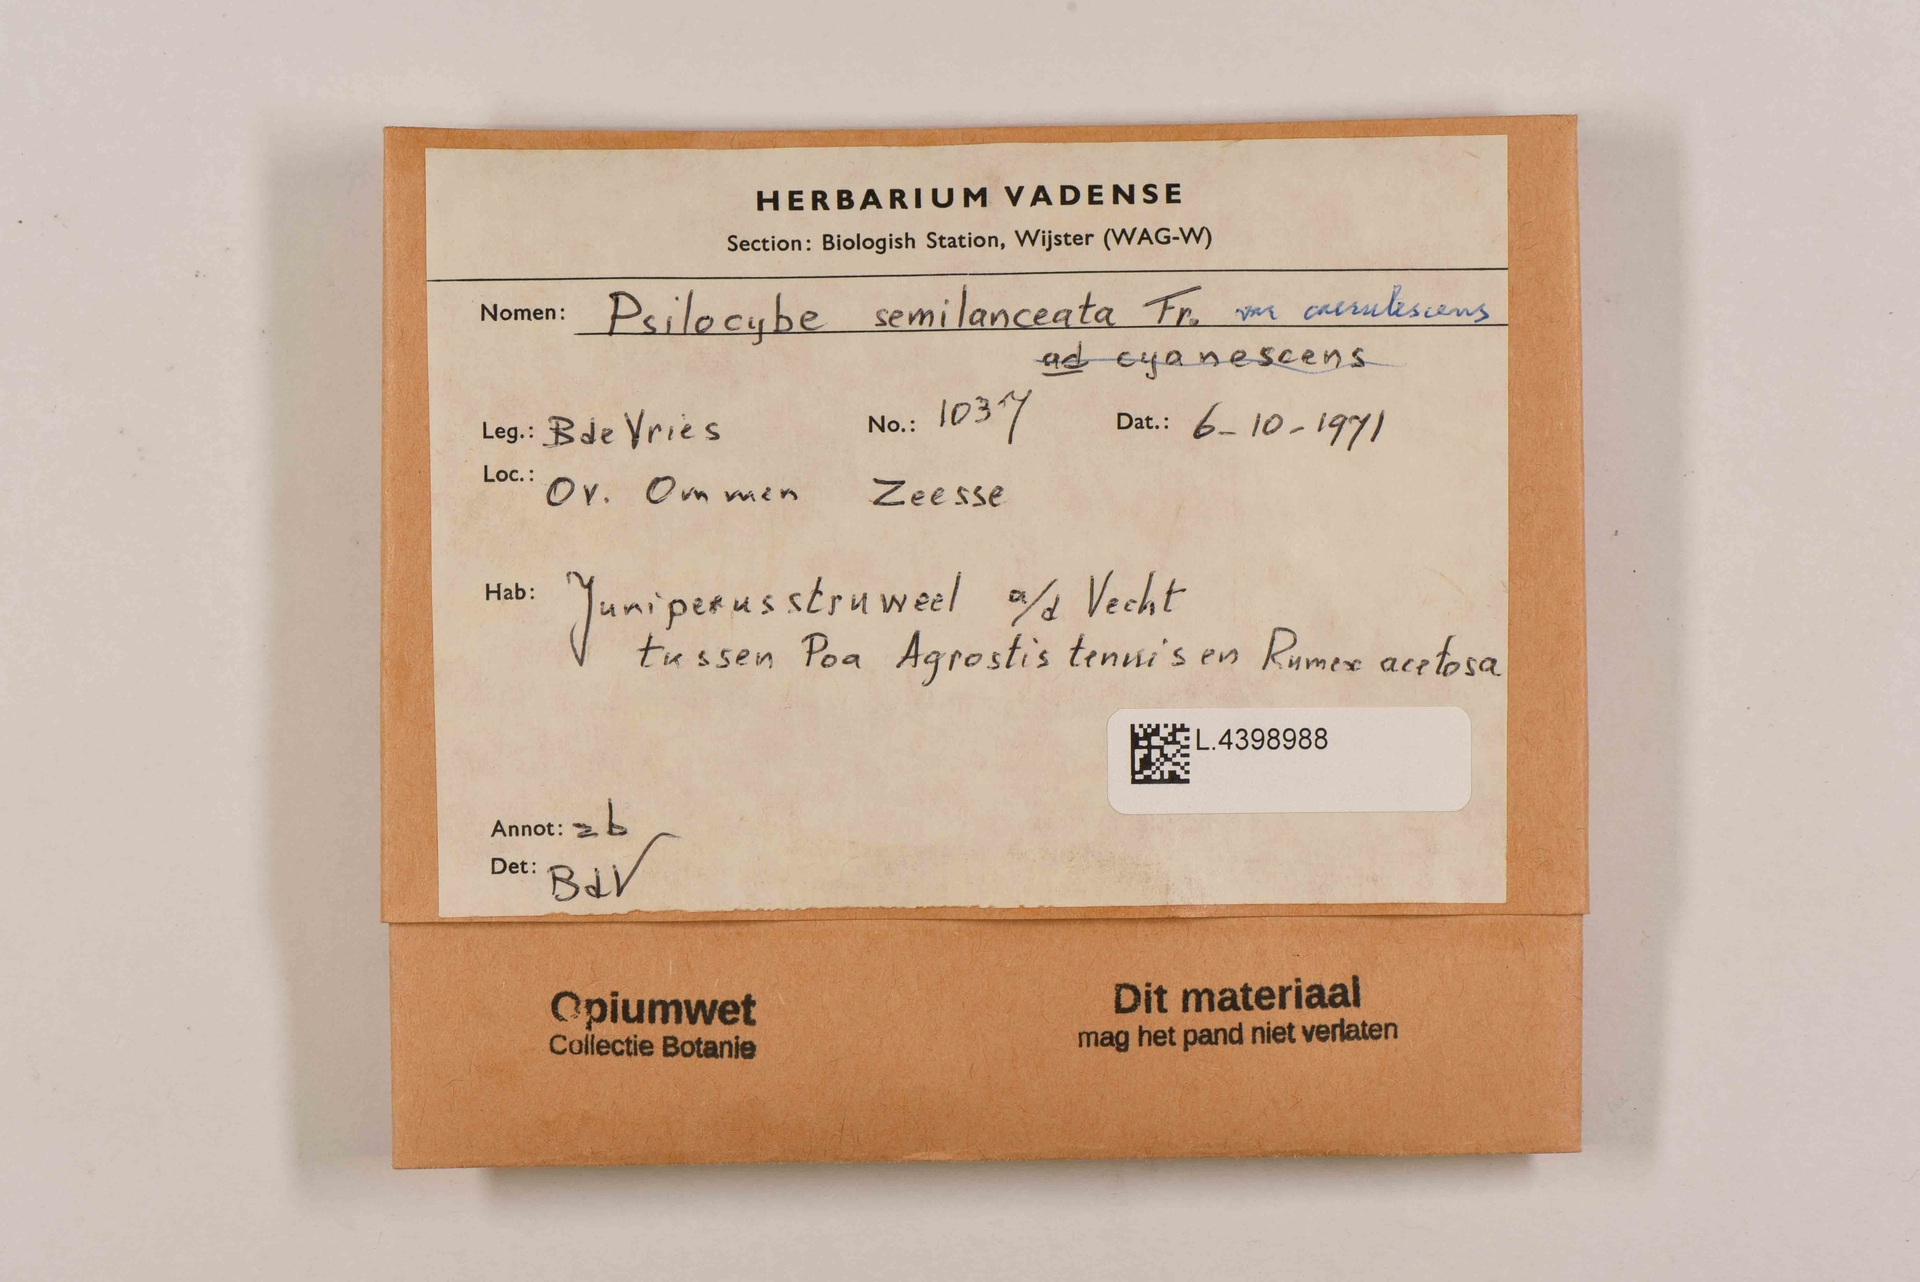 HERBARIUM VADENSE
Section: Biologish Station, Wijster (WAG-W)
Nomen: Psilocybe semilanceata Fr. var caerulescens
ad cyanescens
Leg.: B de Vries No.: 1037 Dat.: 6-10-1971
Loc.: Ov. Ommen Zeesse
Hab: Juniperusstruweel a/d Vecht
tussen Poa Agrostis tenuis en Rumex acetosa
L.4398988
Annot: zb
Det: BdV
Opiumwet
Collectie Botanie
Dit materiaal
mag het pand niet verlaten